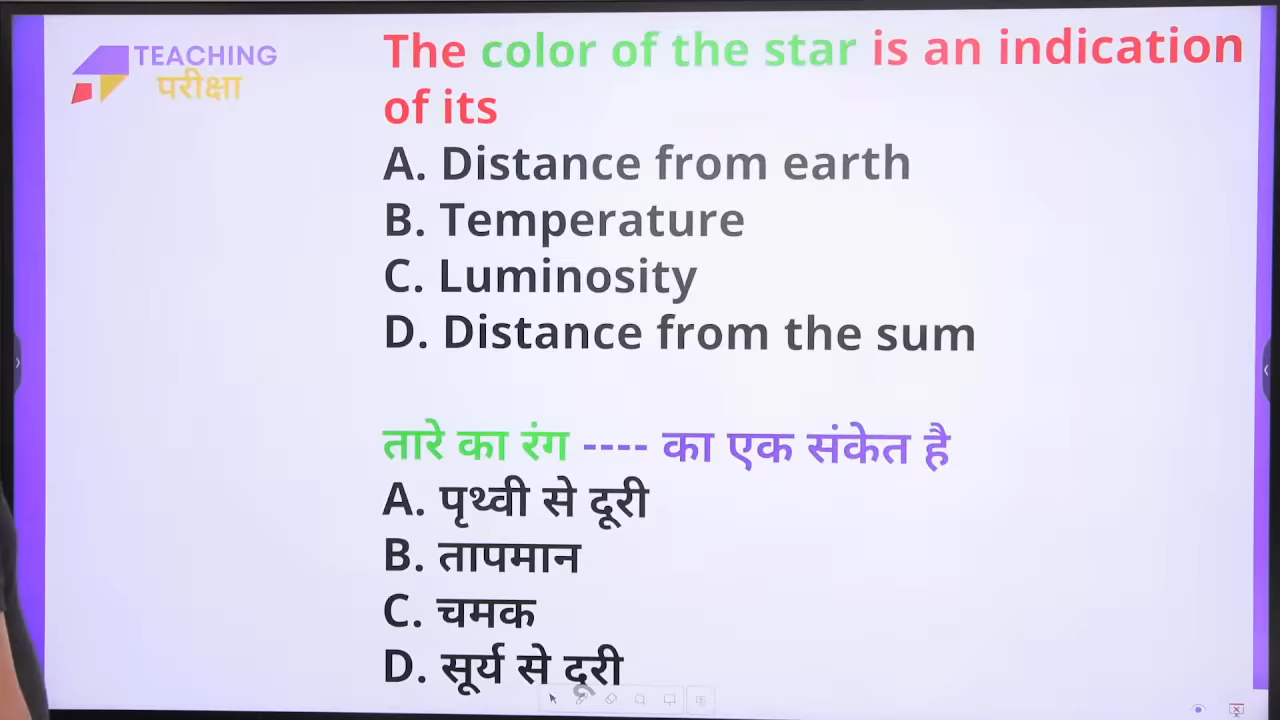 TEACHING
परीक्षा
The color of the star is an indication
of its
A. Distance from earth
B. Temperature
C. Luminosity
D. Distance from the sum
तारे का रंग ---- का एक संकेत है
A. पृथ्वी से दूरी
B. तापमान
C. चमक
D. सूर्य से दूरी